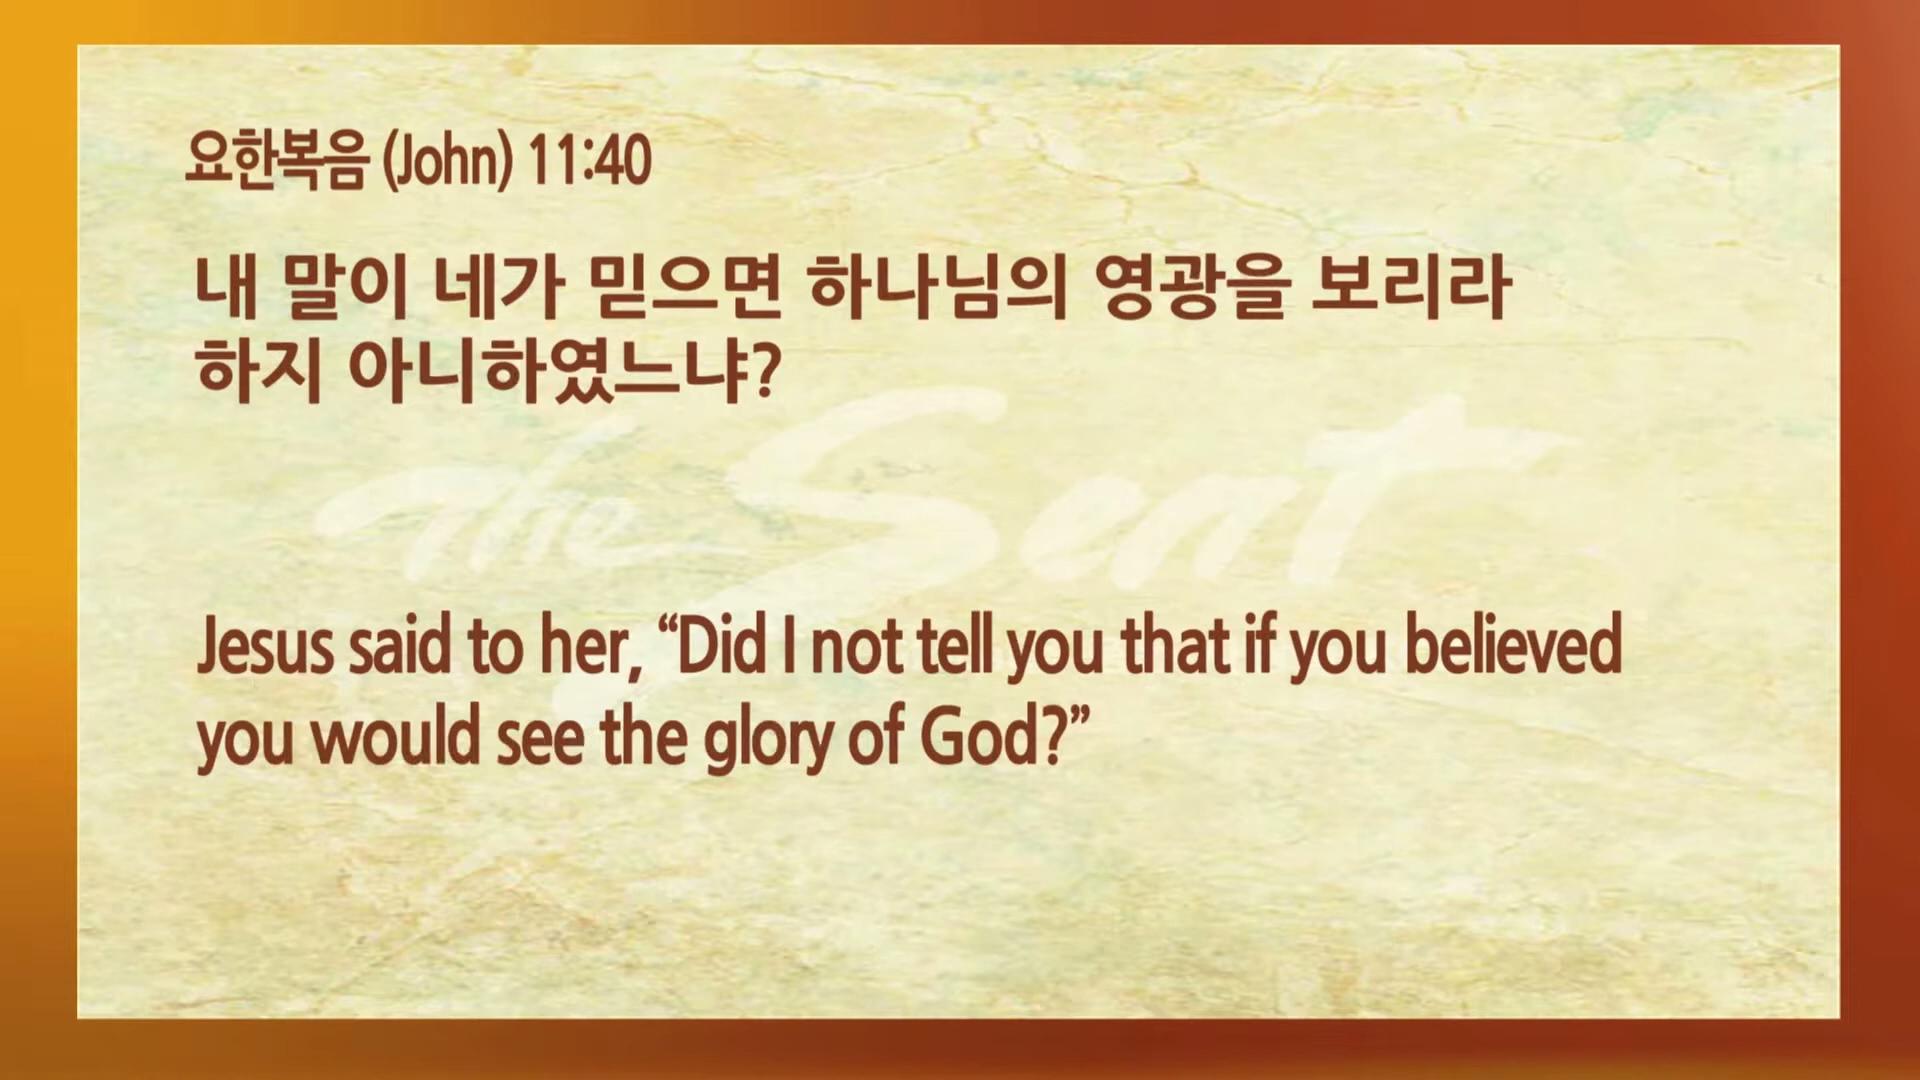 요한복음 (John) 11:40
내 말이 네가 믿으면 하나님의 영광을 보리라
하지 아니하였느냐?
The Sent
Jesus said to her, “Did I not tell you that if you believed
you would see the glory of God?”